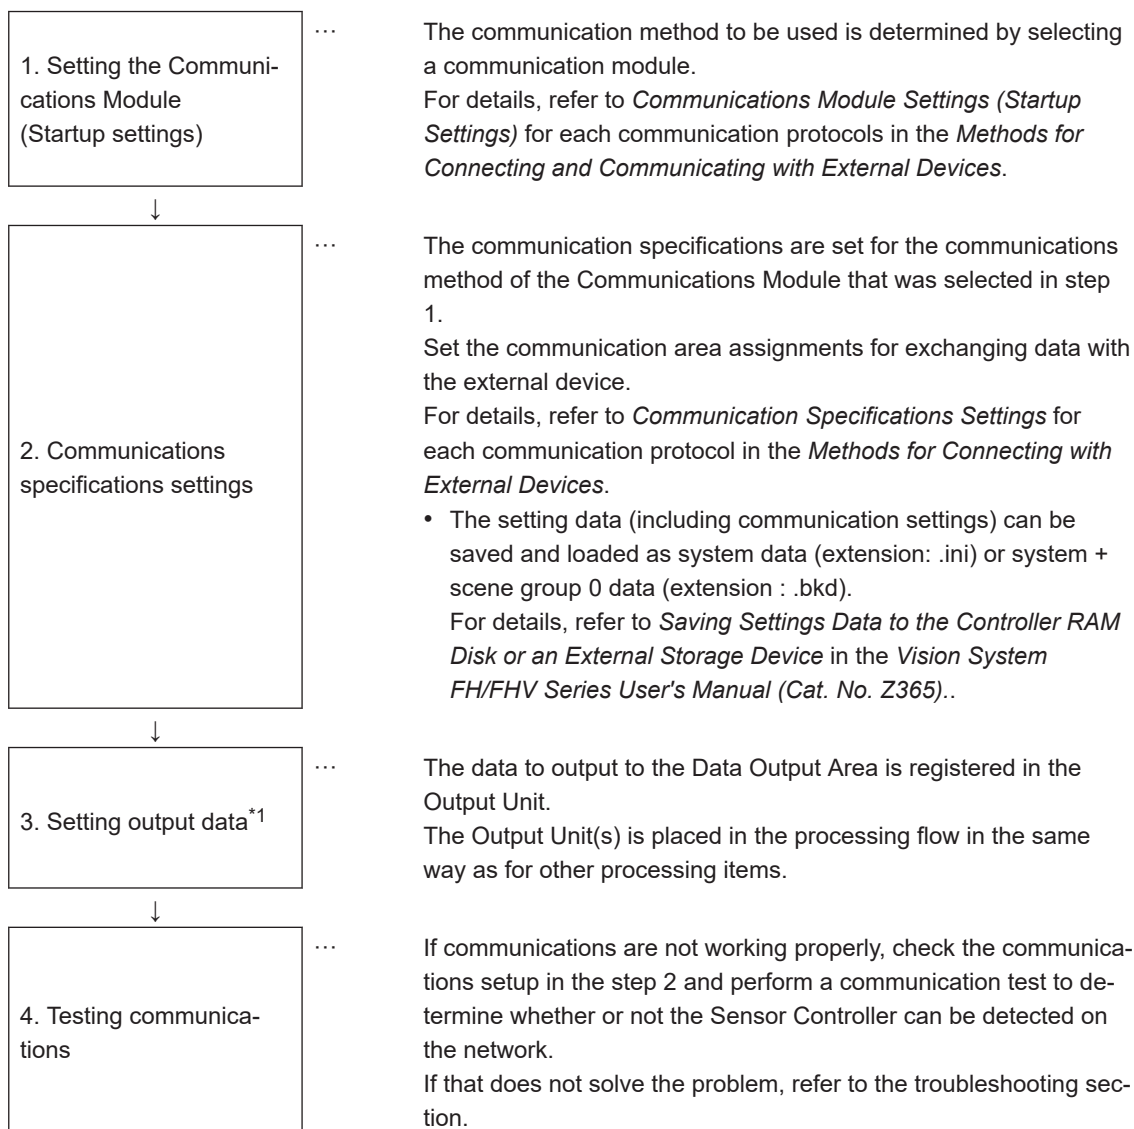 1. Setting the Communi-
cations Module
(Startup settings)
…
The communication method to be used is determined by selecting
a communication module.
For details, refer to Communications Module Settings (Startup
Settings) for each communication protocols in the Methods for
Connecting and Communicating with External Devices.
↓
2. Communications
specifications settings
…
The communication specifications are set for the communications
method of the Communications Module that was selected in step
1.
Set the communication area assignments for exchanging data with
the external device.
For details, refer to Communication Specifications Settings for
each communication protocol in the Methods for Connecting with
External Devices.
• The setting data (including communication settings) can be
saved and loaded as system data (extension: .ini) or system +
scene group 0 data (extension : .bkd).
For details, refer to Saving Settings Data to the Controller RAM
Disk or an External Storage Device in the Vision System
FH/FHV Series User's Manual (Cat. No. Z365)..
↓
3. Setting output data*1
…
The data to output to the Data Output Area is registered in the
Output Unit.
The Output Unit(s) is placed in the processing flow in the same
way as for other processing items.
↓
4. Testing communica-
tions
…
If communications are not working properly, check the communica-
tions setup in the step 2 and perform a communication test to de-
termine whether or not the Sensor Controller can be detected on
the network.
If that does not solve the problem, refer to the troubleshooting sec-
tion.